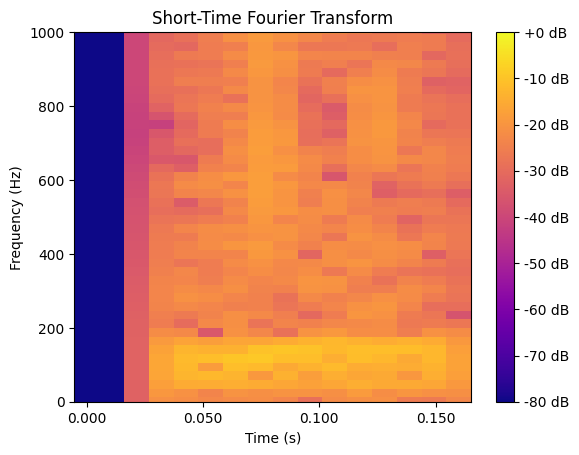 Short-Time Fourier Transform
Frequency (Hz)
1000
800
600
400
200
0
0.000
0.050
0.100
0.150
Time (s)
+0 dB
-10 dB
-20 dB
-30 dB
-40 dB
-50 dB
-60 dB
-70 dB
-80 dB